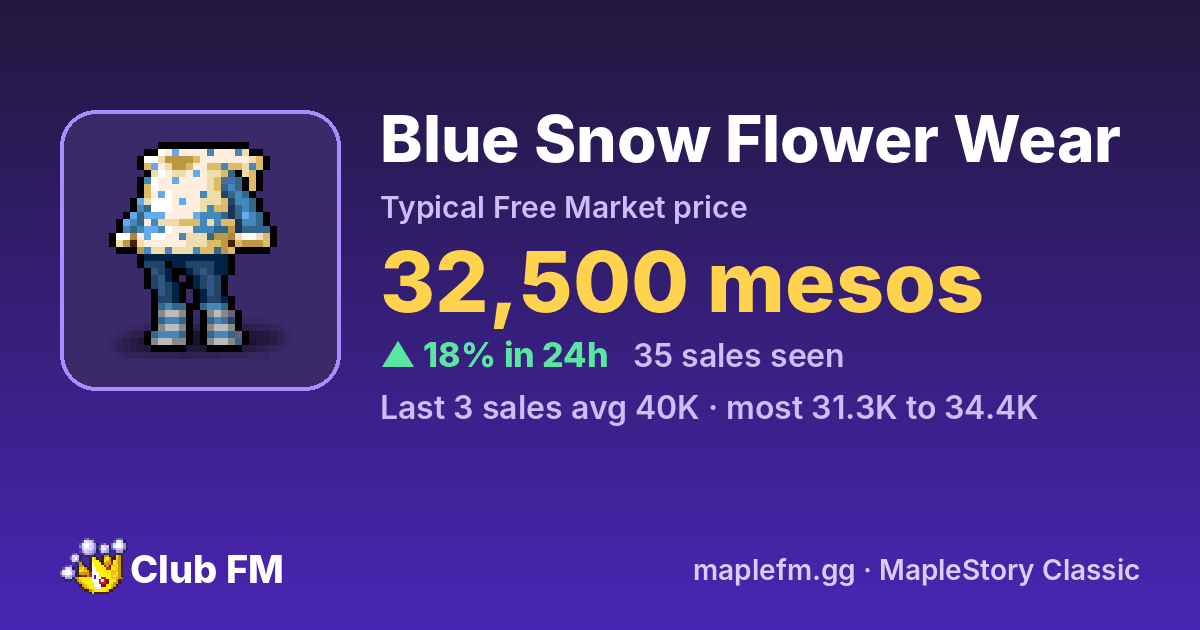 Blue Snow Flower Wear
Typical Free Market price
32,500 mesos
▲ 18% in 24h 35 sales seen
Last 3 sales avg 40K · most 31.3K to 34.4K
Club FM
maplefm.gg · MapleStory Classic